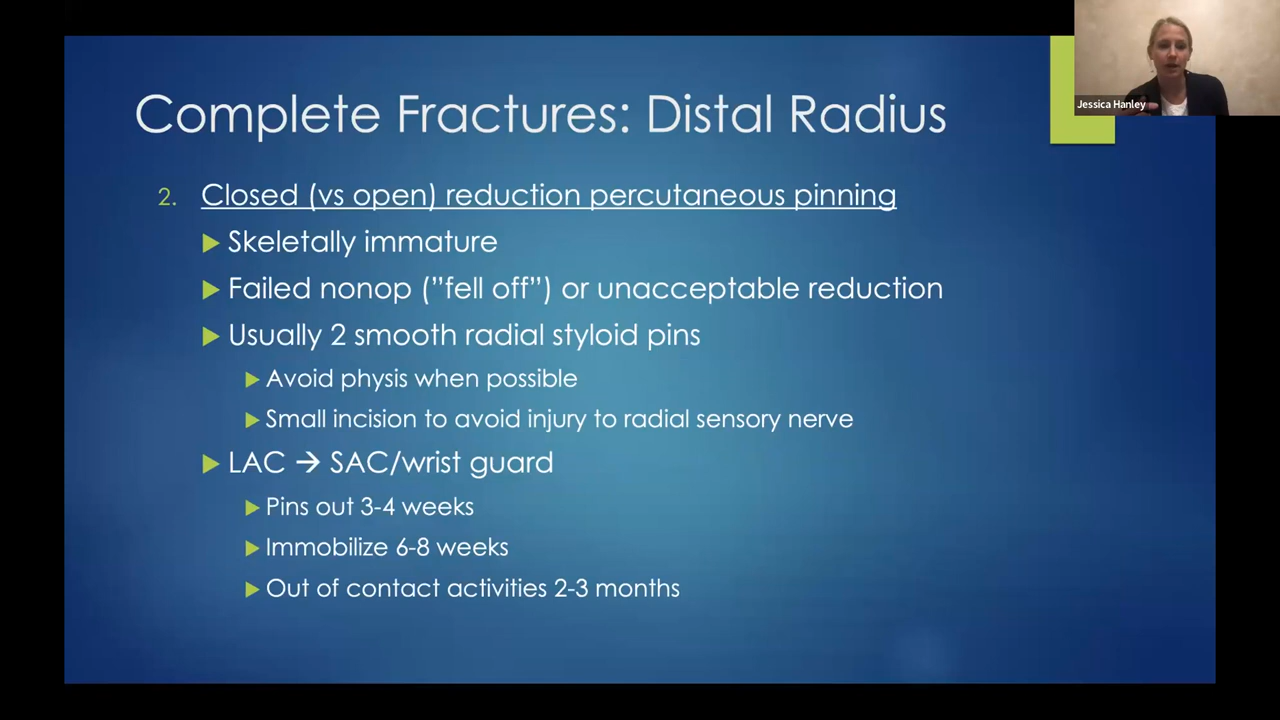 Complete Fractures: Distal Radius
2. Closed (vs open) reduction percutaneous pinning
Skeletally immature
Failed nonop (”fell off”) or unacceptable reduction
Usually 2 smooth radial styloid pins
Avoid physis when possible
Small incision to avoid injury to radial sensory nerve
LAC → SAC/wrist guard
Pins out 3-4 weeks
Immobilize 6-8 weeks
Out of contact activities 2-3 months
Jessica Hanley